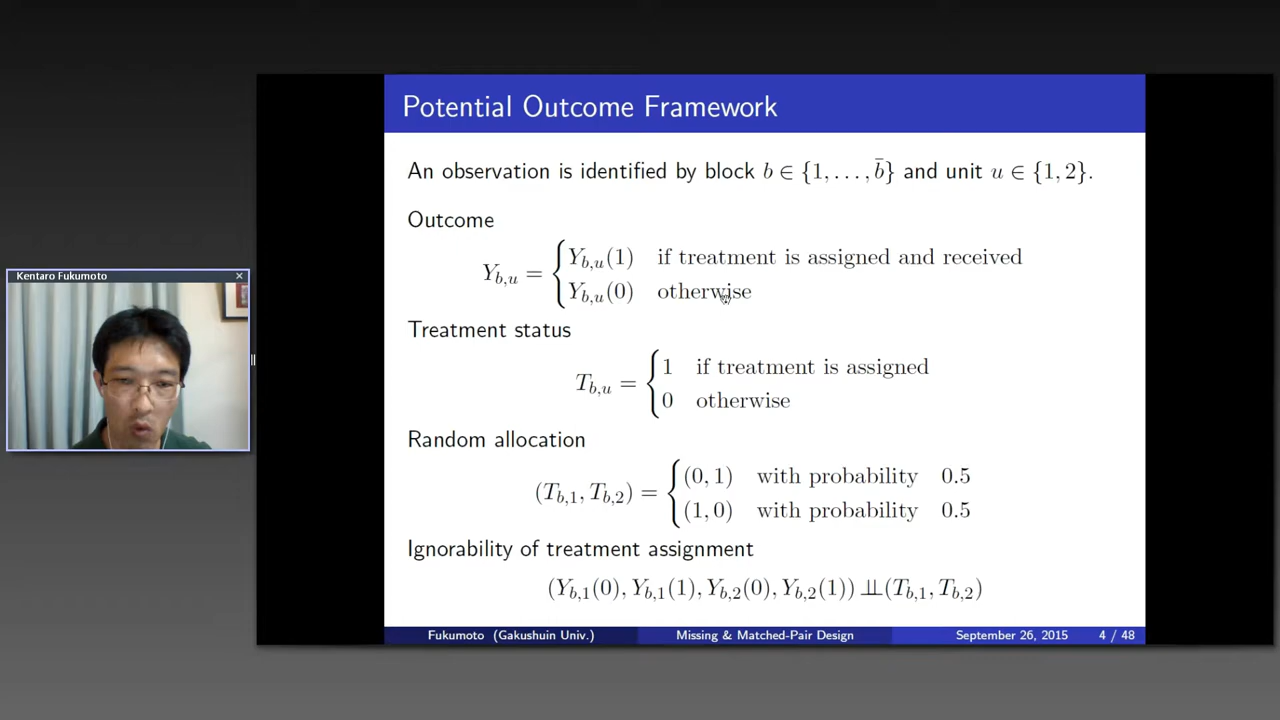 Potential Outcome Framework
An observation is identified by block b ∈ {1, . . . , b̄} and unit u ∈ {1, 2}.
Outcome
Y_{b,u} = { Y_{b,u}(1) if treatment is assigned and received
Y_{b,u}(0) otherwise
Treatment status
T_{b,u} = { 1 if treatment is assigned
0 otherwise
Random allocation
(T_{b,1}, T_{b,2}) = { (0, 1) with probability 0.5
(1, 0) with probability 0.5
Ignorability of treatment assignment
(Y_{b,1}(0), Y_{b,1}(1), Y_{b,2}(0), Y_{b,2}(1)) ⫫ (T_{b,1}, T_{b,2})
Fukumoto (Gakushuin Univ.) Missing & Matched-Pair Design September 26, 2015 4 / 48
Kentaro Fukumoto